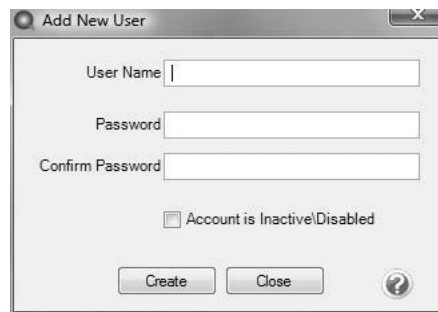 Add New User
User Name
Password
Confirm Password
Account is Inactive\Disabled
Create Close